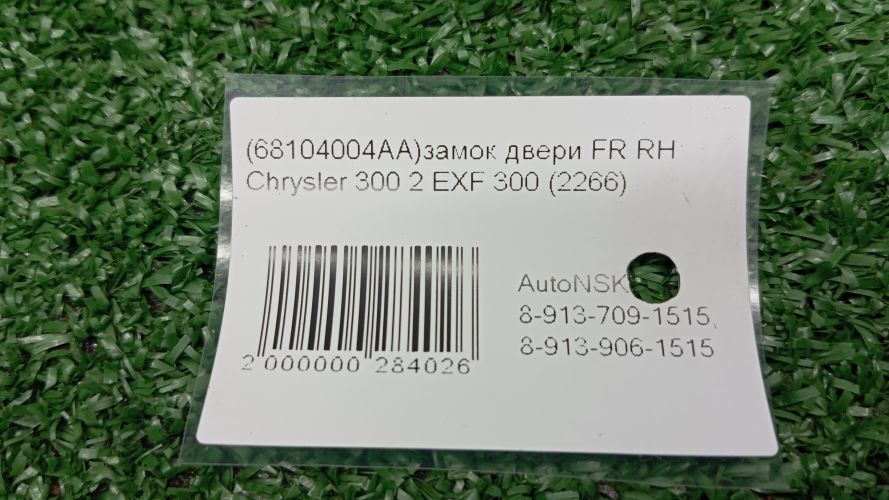 (68104004AA)замок двери FR RH
Chrysler 300 2 EXF 300 (2266)
AutoNSK
8-913-709-1515,
8-913-906-1515
2 000000 284026